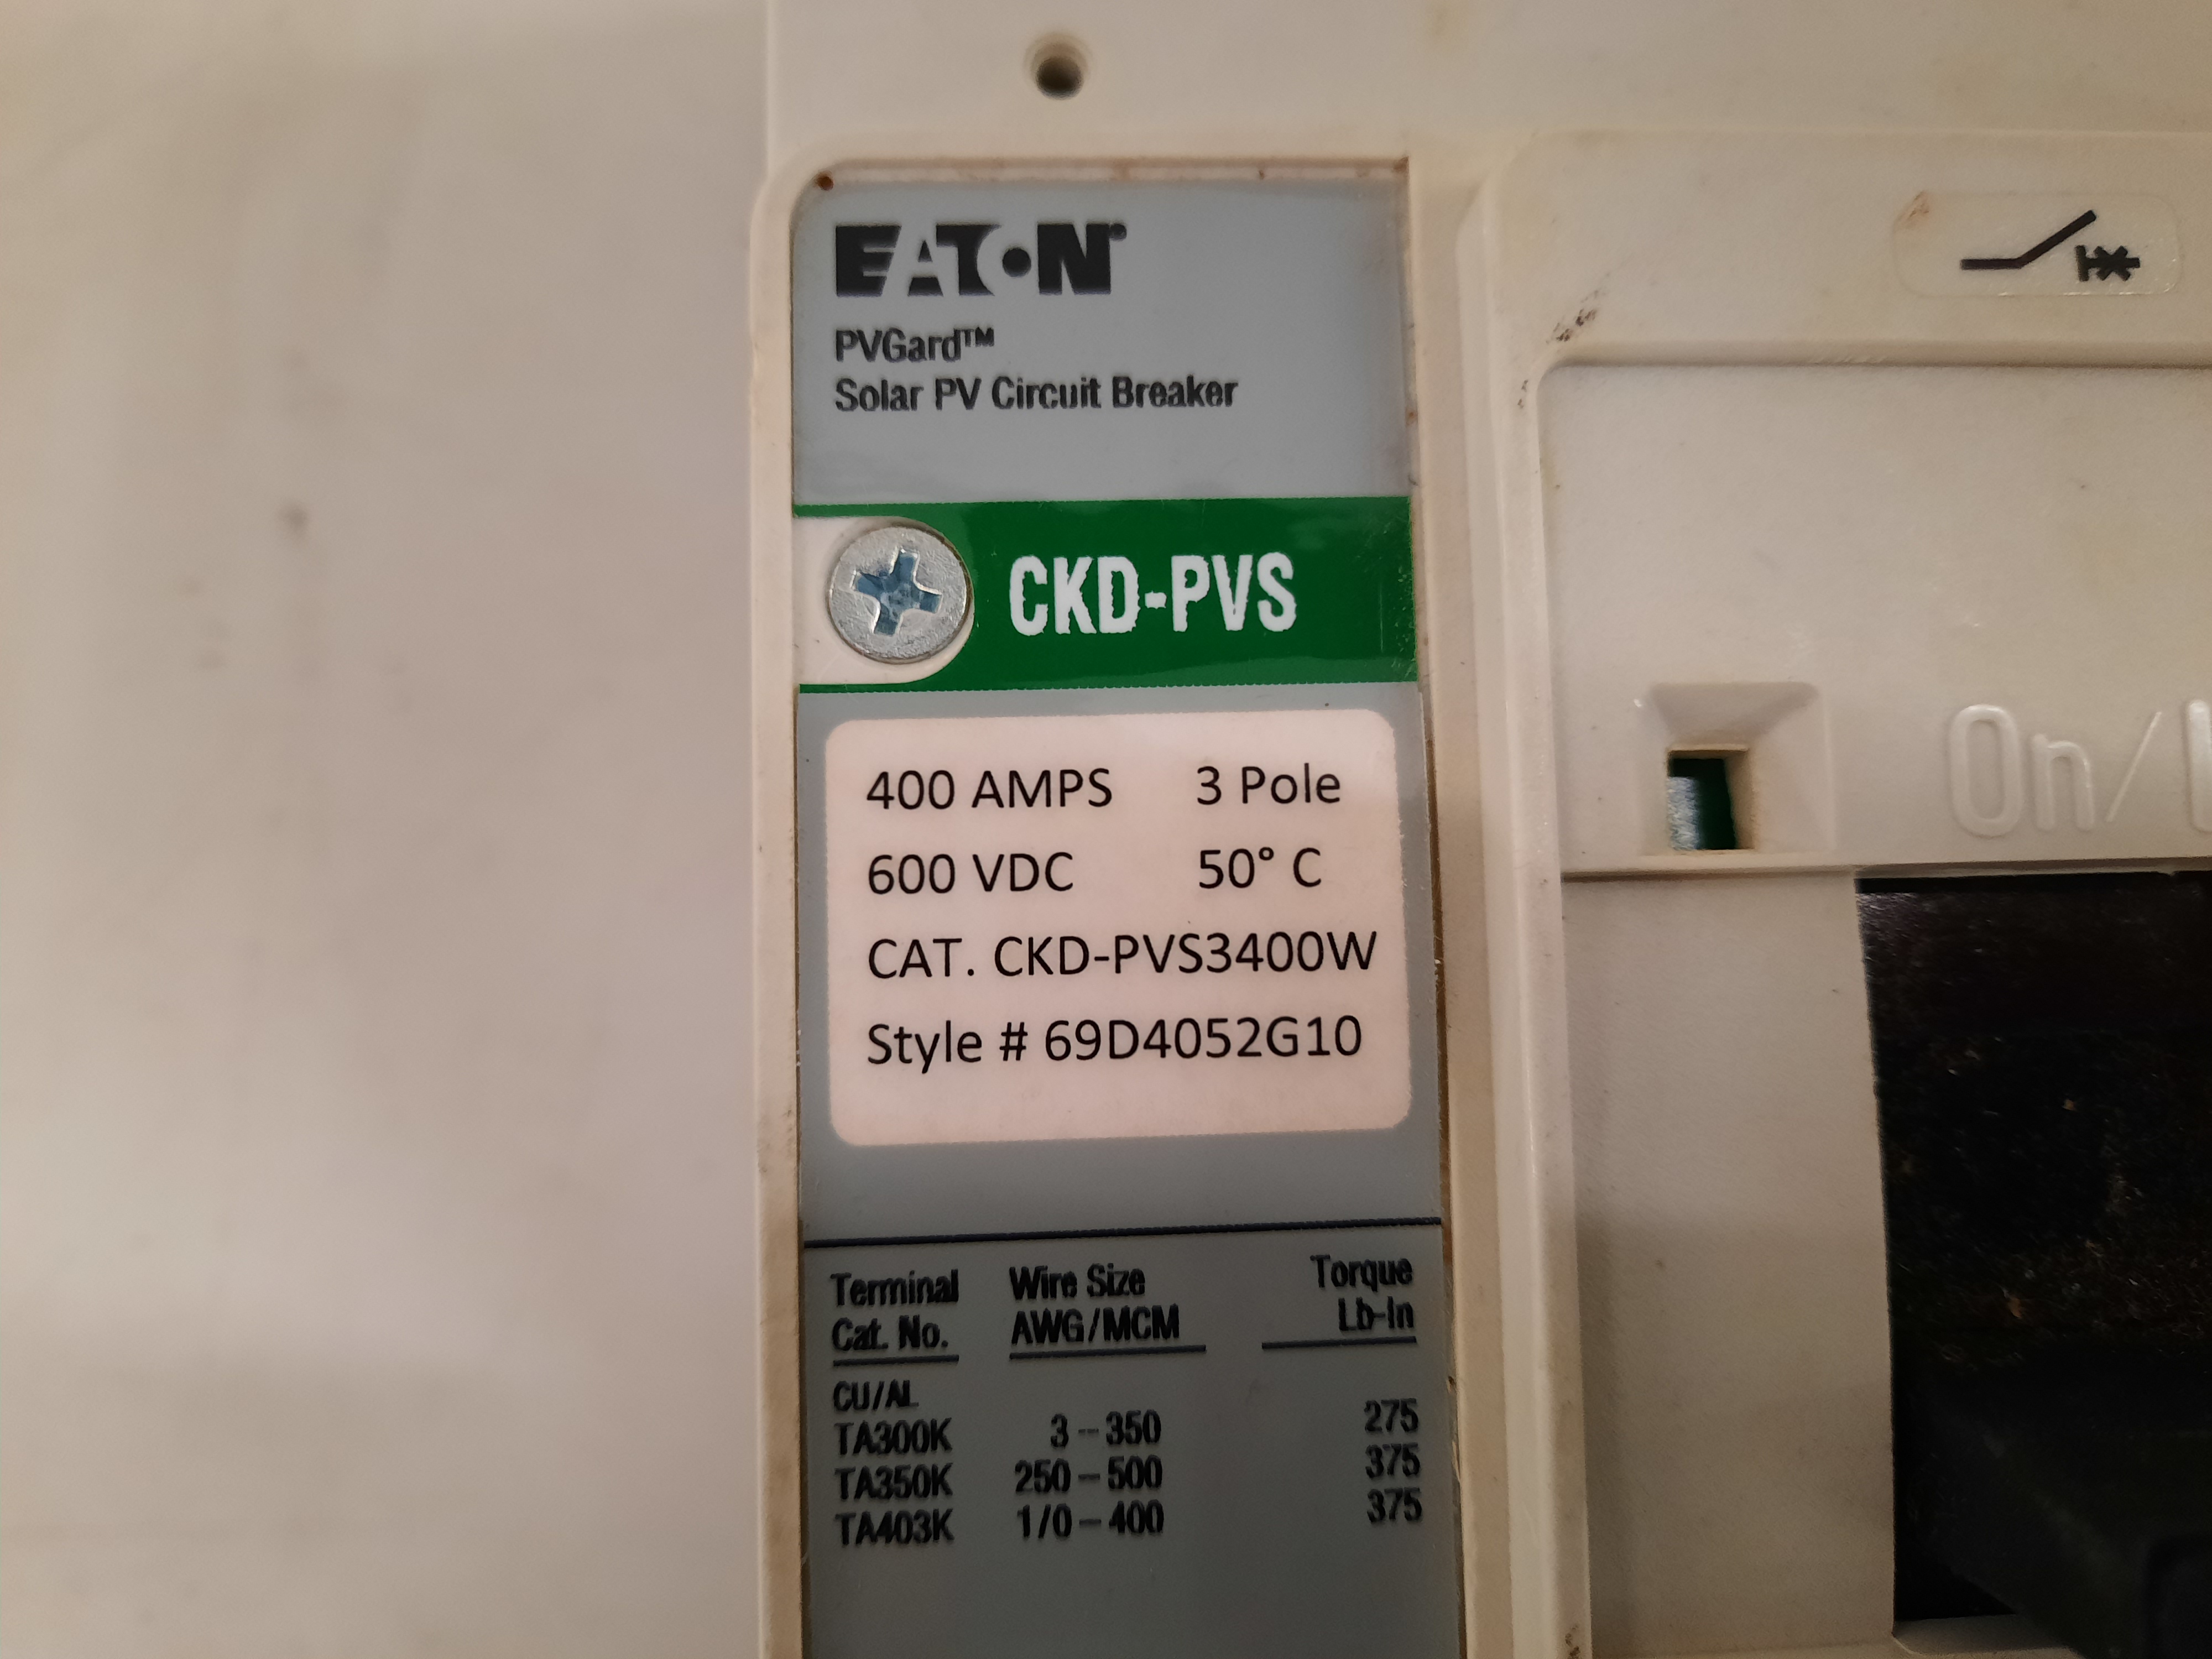 EATON®
PVGard™
Solar PV Circuit Breaker
CKD-PVS
400 AMPS 3 Pole
600 VDC 50° C
CAT. CKD-PVS3400W
Style # 69D4052G10
Terminal Wire Size Torque
Cat. No. AWG/MCM Lb-In
CU/AL
TA300K 3 – 350 275
TA350K 250 – 500 375
TA403K 1/0 – 400 375
On/